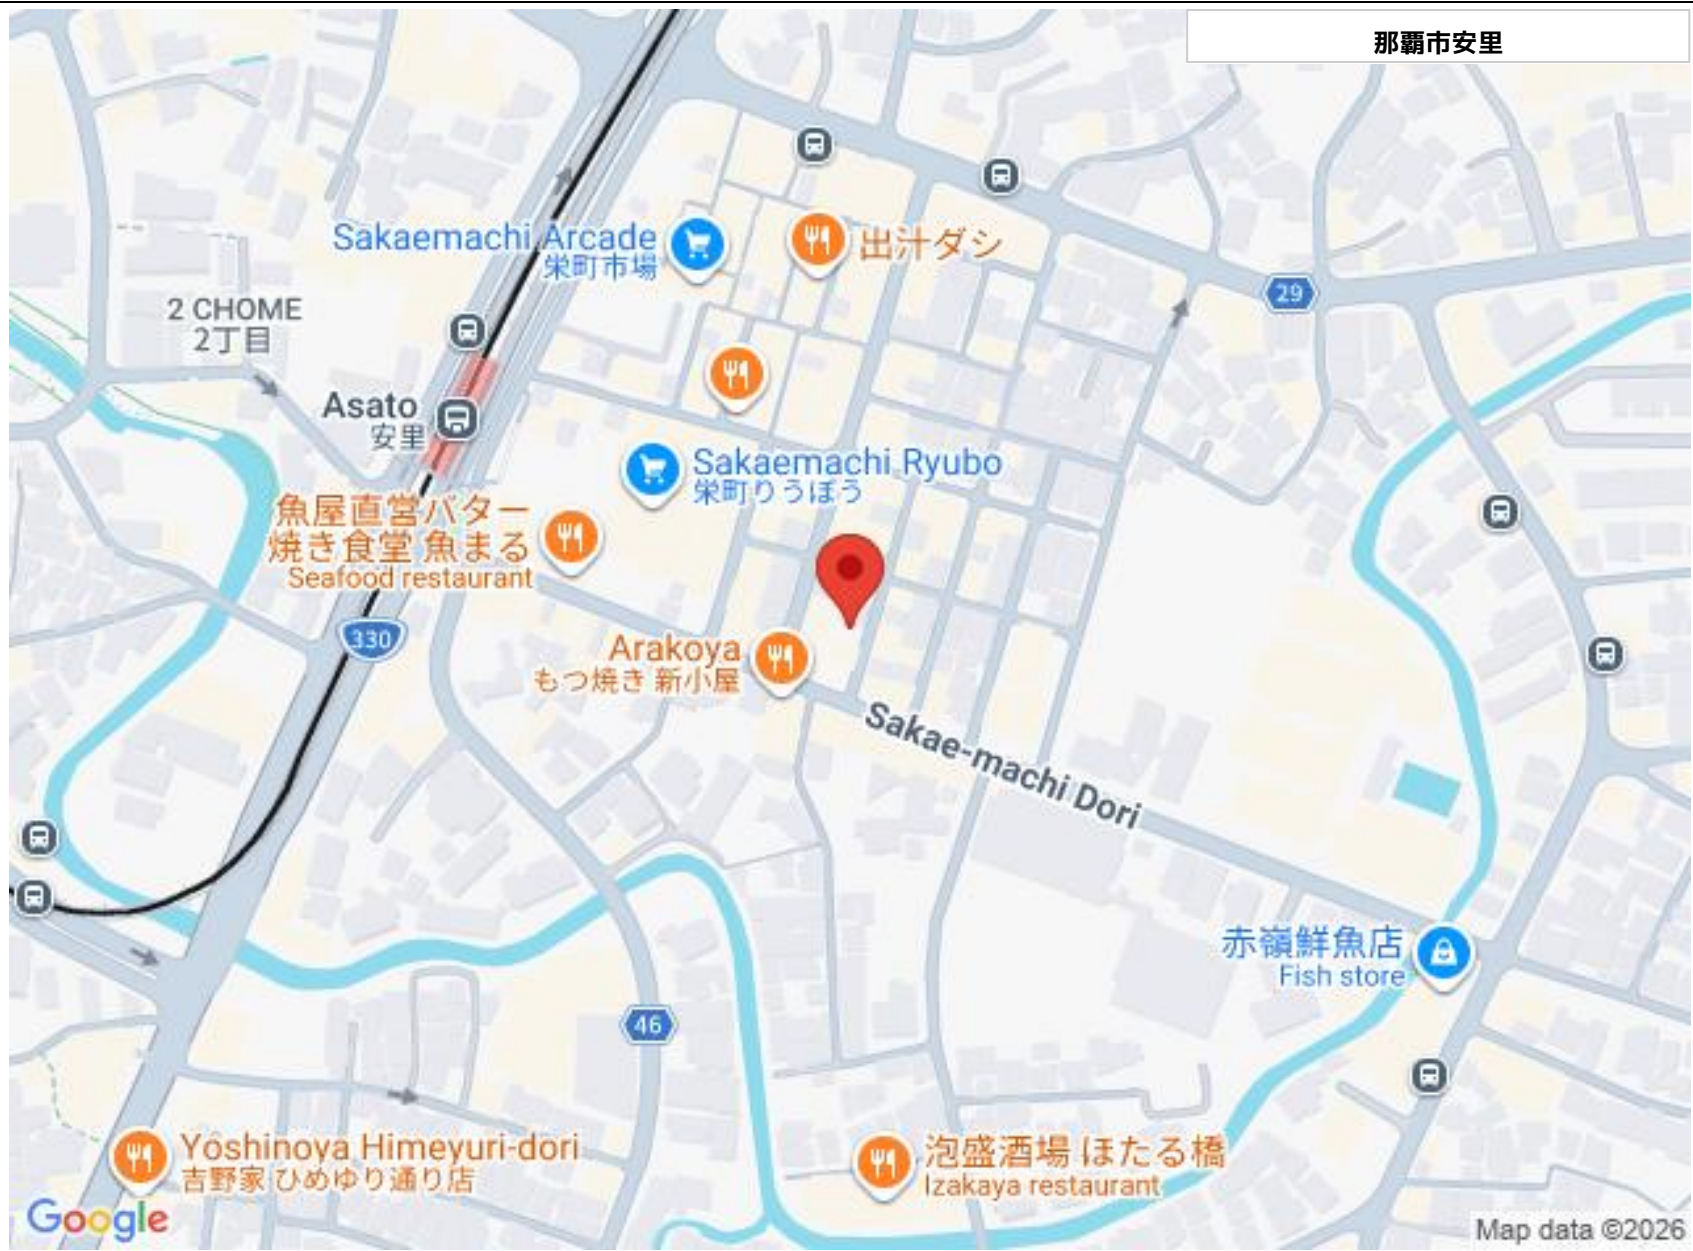 那覇市安里
Sakaemachi Arcade
栄町市場
出汁ダシ
29
2 CHOME
2丁目
Asato
安里
Sakaemachi Ryubo
栄町りうぼう
魚屋直営バター
焼き食堂 魚まる
Seafood restaurant
330
Arakoya
もつ焼き 新小屋
Sakae-machi Dori
赤嶺鮮魚店
Fish store
46
Yoshinoya Himeyuri-dori
吉野家 ひめゆり通り店
泡盛酒場 ほたる橋
Izakaya restaurant
Google
Map data ©2026